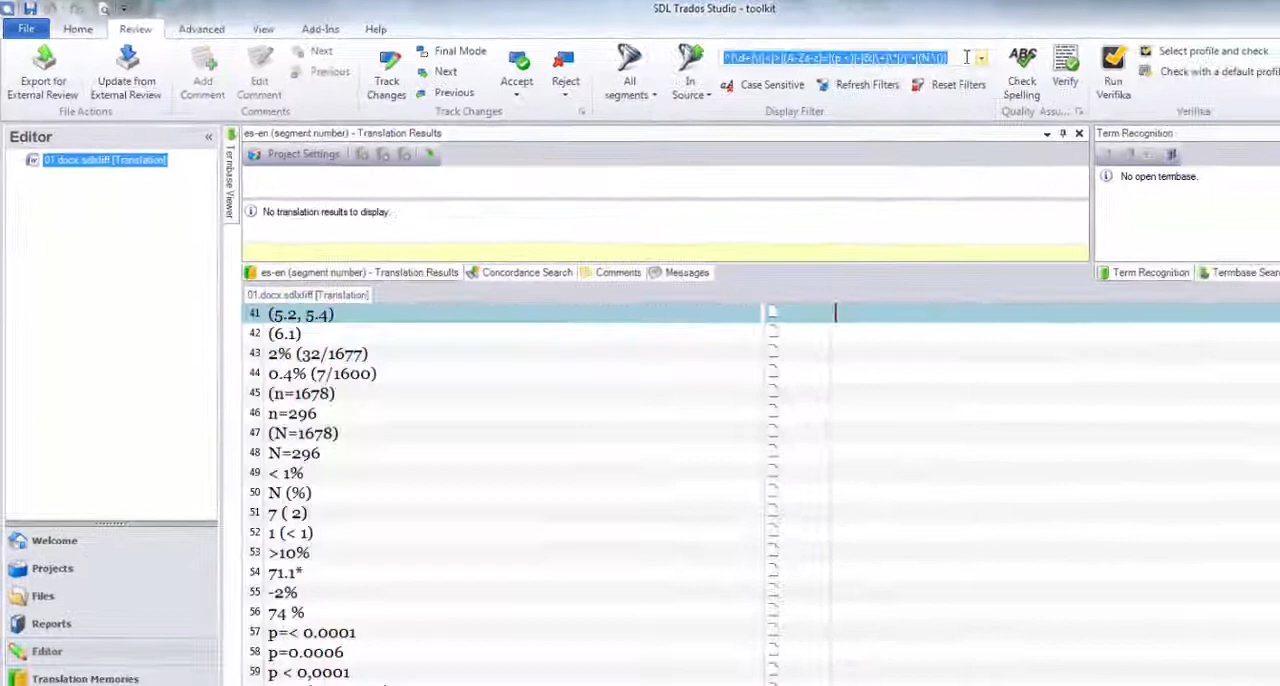 SDL Trados Studio - toolkit
File Home Review Advanced View Add-Ins Help
Export for External Review
Update from External Review
File Actions
Add Comment
Edit Comment
Next
Previous
Comments
Track Changes
Final Mode
Next
Previous
Accept
Reject
Track Changes
All segments
In Source
Case Sensitive
Refresh Filters
Reset Filters
Display Filter
Check Spelling
Verify
Quality Assu...
Run Verifika
Select profile and check
Check with a default profi
Verifika
Editor
01.docx.sdlxliff [Translation]
Termbase Viewer
es-en (segment number) - Translation Results
Project Settings
No translation results to display.
es-en (segment number) - Translation Results
Concordance Search
Comments
Messages
Term Recognition
No open termbase.
Term Recognition
Termbase Sear
01.docx.sdlxliff [Translation]
41 (5.2, 5.4)
42 (6.1)
43 2% (32/1677)
44 0.4% (7/1600)
45 (n=1678)
46 n=296
47 (N=1678)
48 N=296
49 < 1%
50 N (%)
51 7 ( 2)
52 1 (< 1)
53 >10%
54 71.1*
55 -2%
56 74 %
57 p=< 0.0001
58 p=0.0006
59 p < 0,0001
Welcome
Projects
Files
Reports
Editor
Translation Memories